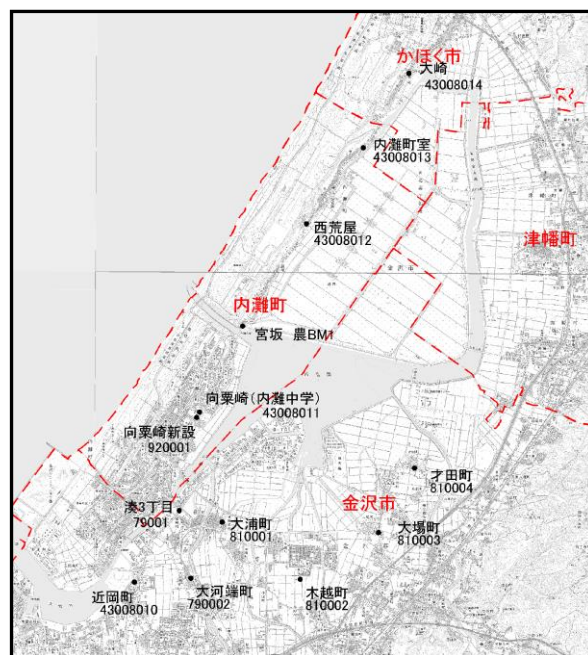 かほく市
大崎
43008014
内灘町室
43008013
西荒屋
43008012
津幡町
内灘町
宮坂 農BM1
向粟崎(内灘中学)
43008011
向粟崎新設
920001
才田町
810004
金沢市
湊3丁目
79001
大浦町
810001
大場町
810003
近岡町
43008010
大河端町
790002
木越町
810002